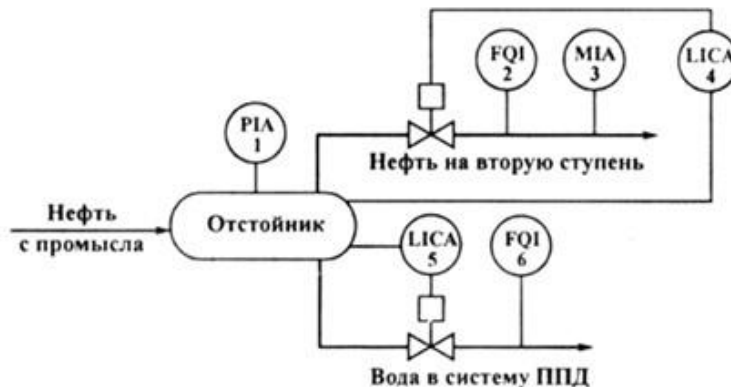 FQI
2
MIA
3
LICA
4
PIA
1
Нефть на вторую ступень
Нефть
с промысла
Отстойник
LICA
5
FQI
6
Вода в систему ППД